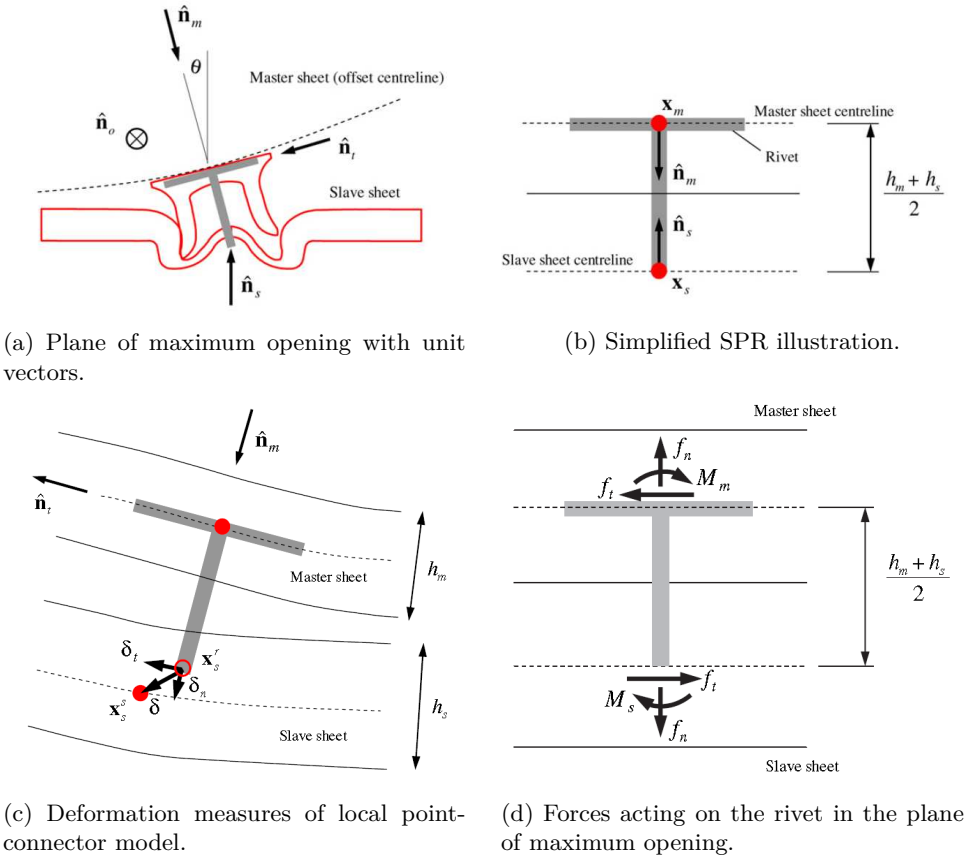 n̂ₘ
θ
Master sheet (offset centreline)
n̂ₒ
n̂ₜ
Slave sheet
n̂ₛ
(a) Plane of maximum opening with unit
vectors.
xₘ
Master sheet centreline
Rivet
n̂ₘ
(hₘ + hₛ)/2
n̂ₛ
Slave sheet centreline
xₛ
(b) Simplified SPR illustration.
n̂ₘ
n̂ₜ
hₘ
Master sheet
δₜ
xₛʳ
δₙ
xₛˢ
δ
hₛ
Slave sheet
(c) Deformation measures of local point-
connector model.
Master sheet
fₙ
Mₘ
fₜ
(hₘ + hₛ)/2
fₜ
Mₛ
fₙ
Slave sheet
(d) Forces acting on the rivet in the plane
of maximum opening.